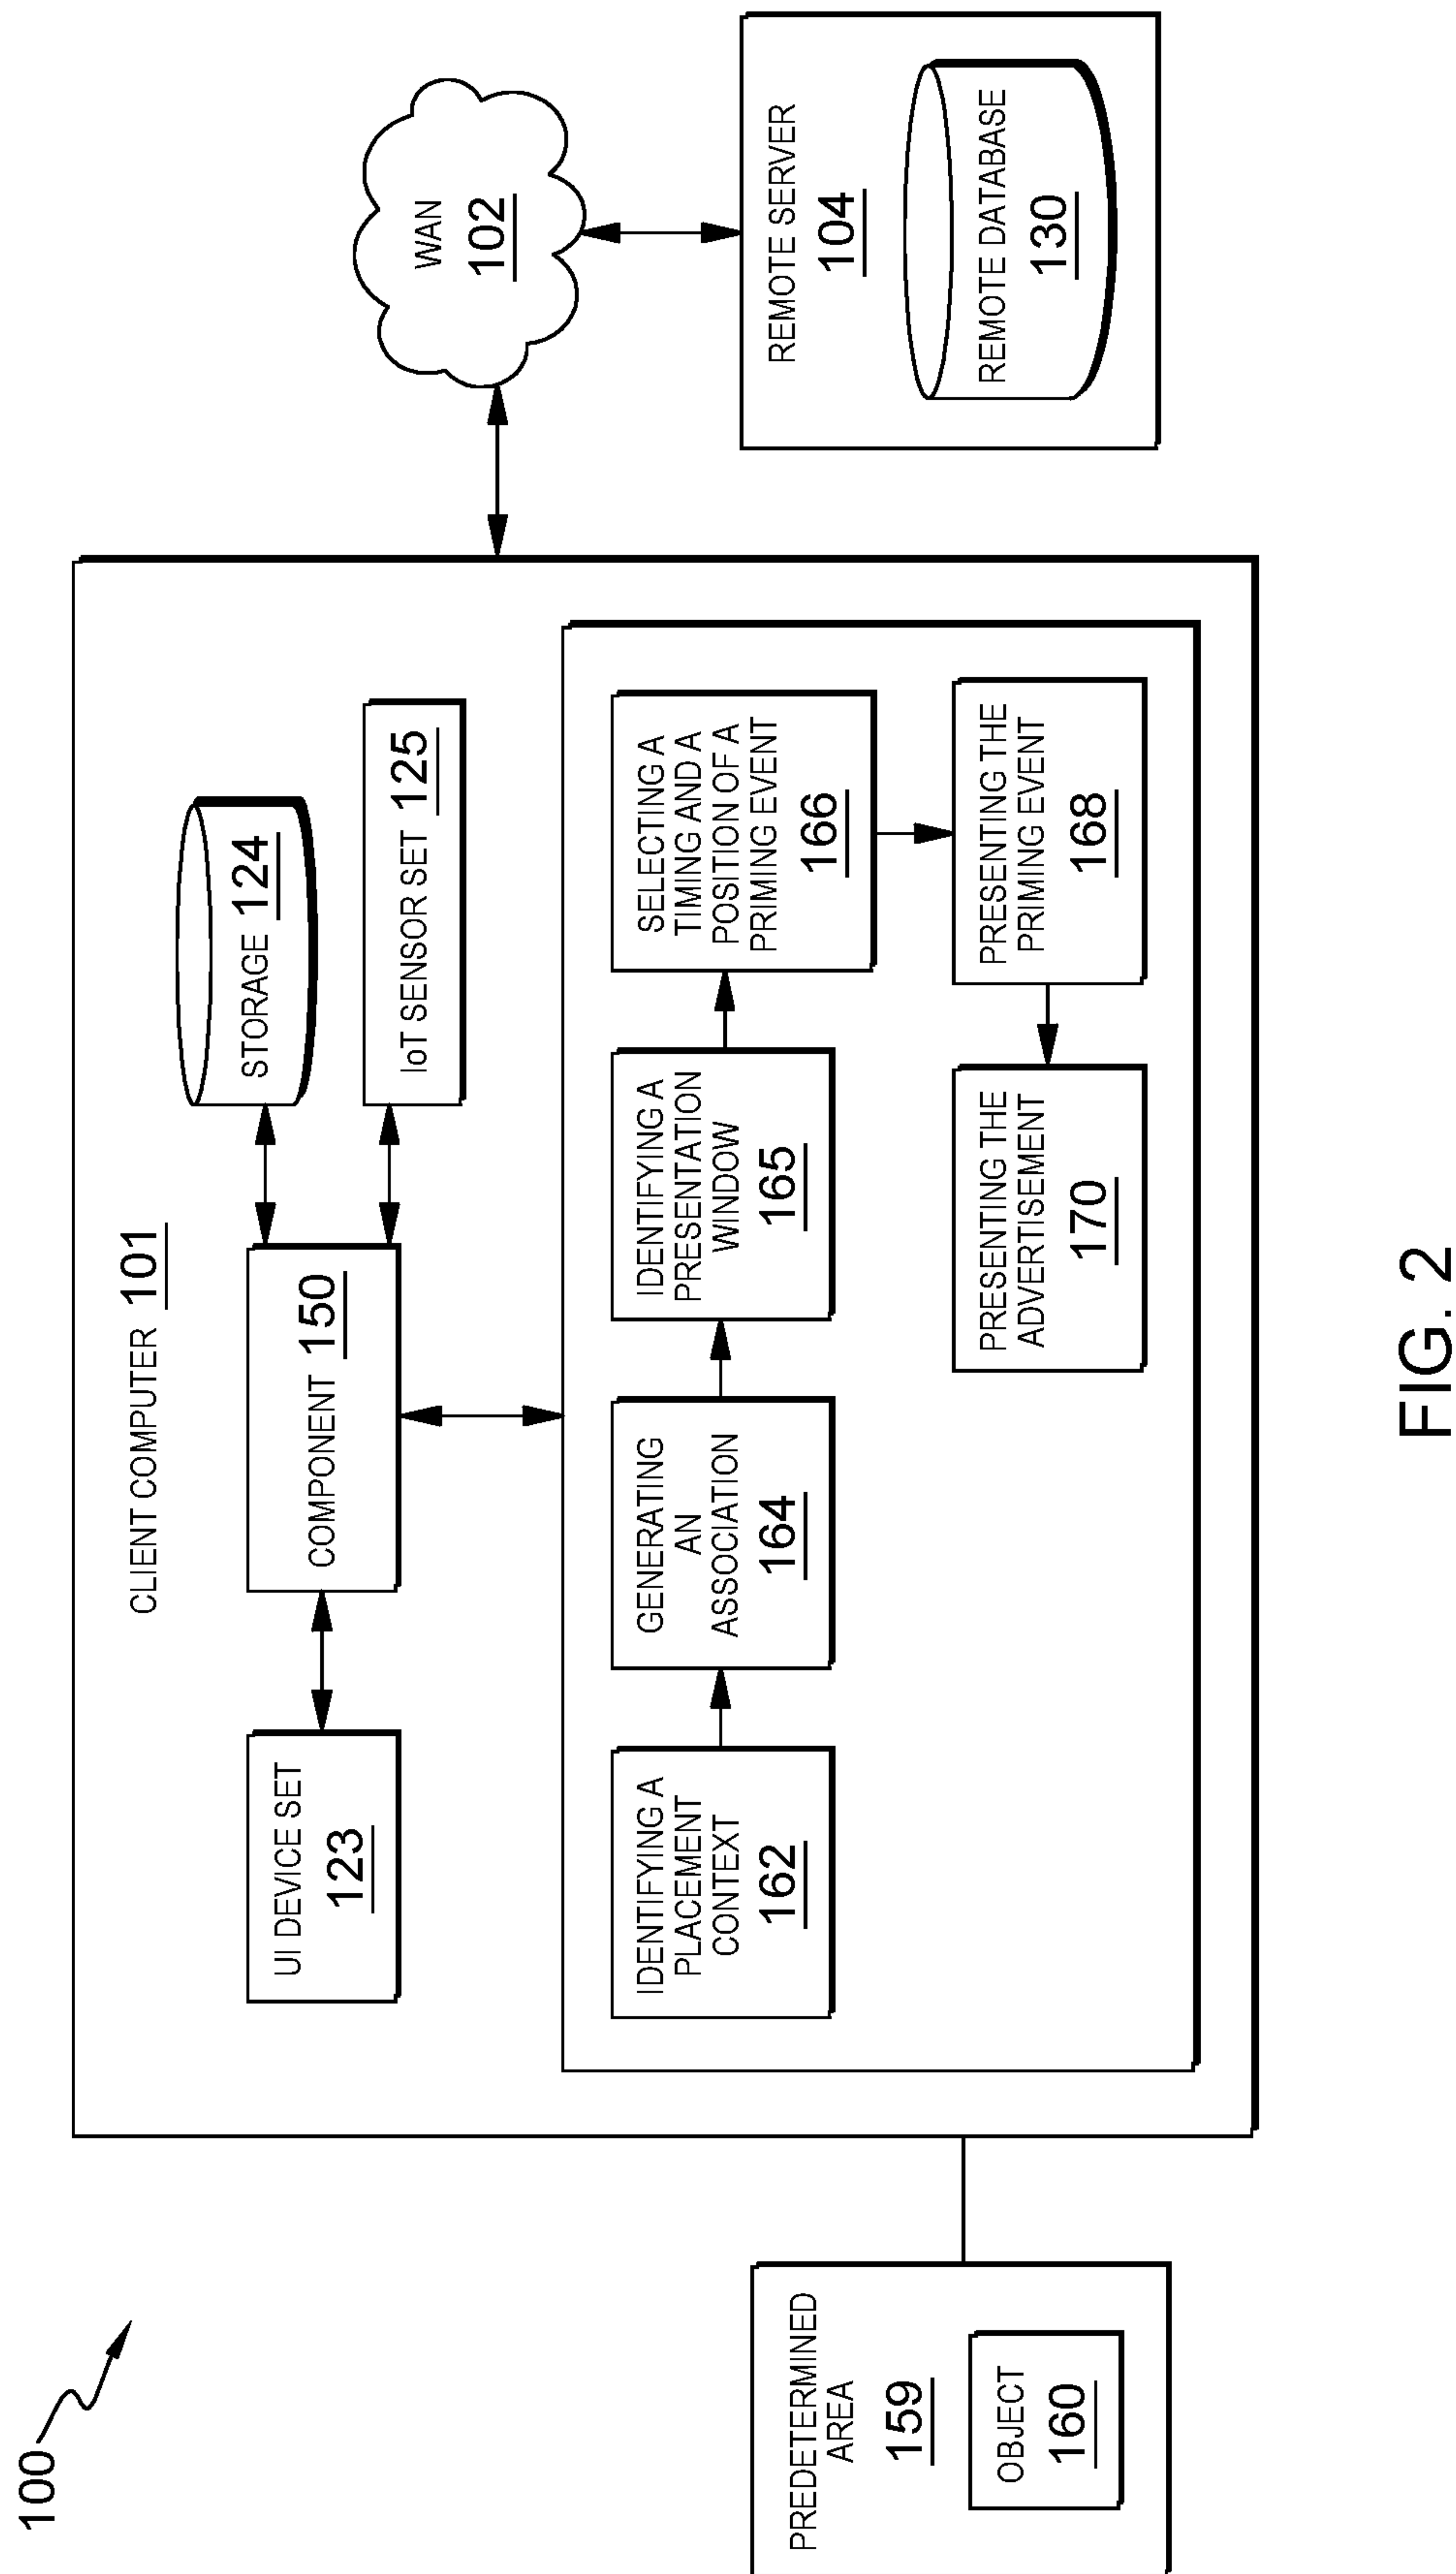 100
CLIENT COMPUTER 101
UI DEVICE SET
123
COMPONENT 150
STORAGE 124
IoT SENSOR SET 125
WAN
102
IDENTIFYING A
PLACEMENT
CONTEXT
162
GENERATING
AN
ASSOCIATION
164
IDENTIFYING A
PRESENTATION
WINDOW
165
SELECTING A
TIMING AND A
POSITION OF A
PRIMING EVENT
166
PRESENTING THE
PRIMING EVENT
168
PRESENTING THE
ADVERTISEMENT
170
PREDETERMINED
AREA
159
OBJECT
160
REMOTE SERVER
104
REMOTE DATABASE
130
FIG. 2